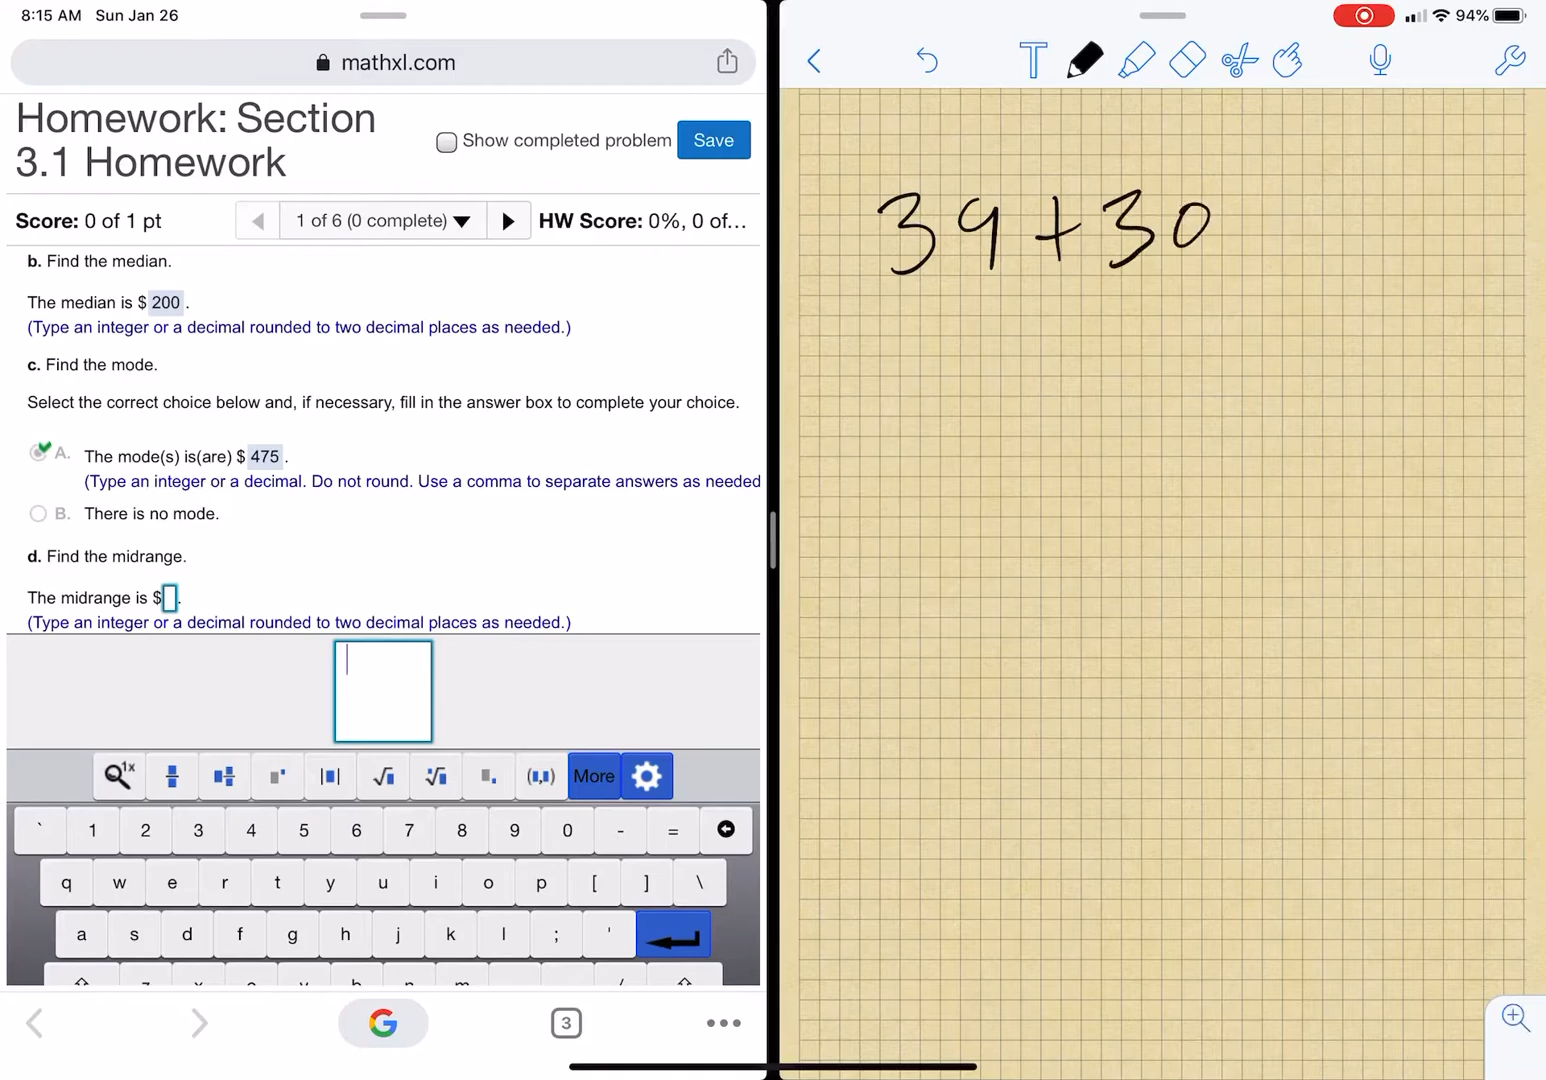 8:15 AM Sun Jan 26
94%
mathxl.com
Homework: Section
3.1 Homework
Show completed problem
Save
Score: 0 of 1 pt
1 of 6 (0 complete)
HW Score: 0%, 0 of...
b. Find the median.
The median is $ 200 .
(Type an integer or a decimal rounded to two decimal places as needed.)
c. Find the mode.
Select the correct choice below and, if necessary, fill in the answer box to complete your choice.
A. The mode(s) is(are) $ 475 .
(Type an integer or a decimal. Do not round. Use a comma to separate answers as needed
B. There is no mode.
d. Find the midrange.
The midrange is $ .
(Type an integer or a decimal rounded to two decimal places as needed.)
1x √ √ (,) More
` 1 2 3 4 5 6 7 8 9 0 - =
q w e r t y u i o p [ ] \
a s d f g h j k l ; '
3
T
39+30